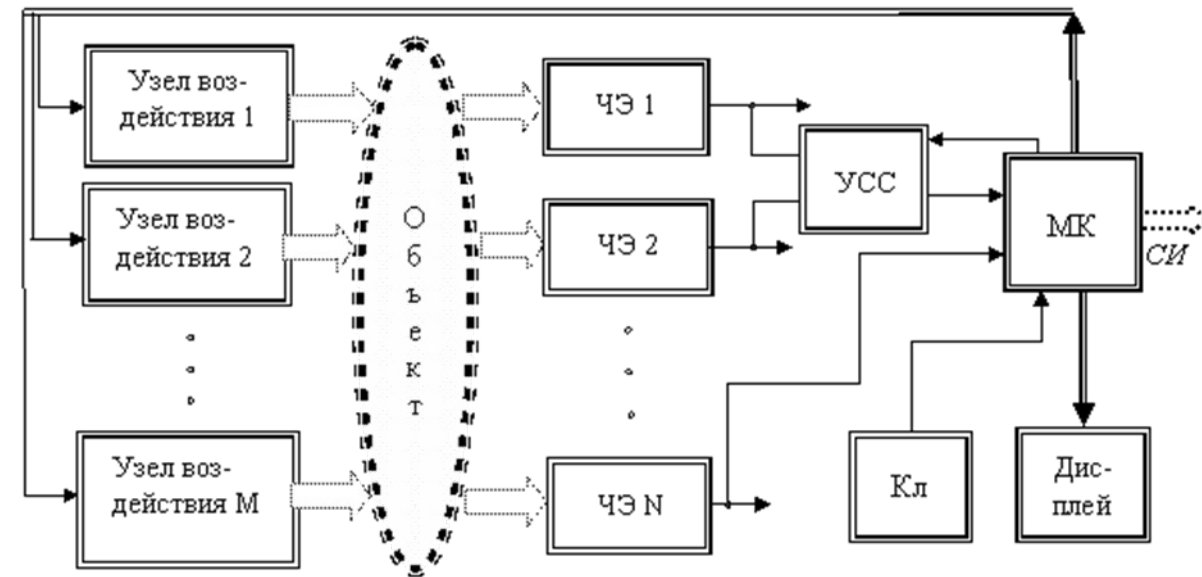 Узел воз-
действия 1
Узел воз-
действия 2
Узел воз-
действия М
О
б
ъ
е
к
т
ЧЭ 1
ЧЭ 2
ЧЭ N
УСС
МК
СИ
Кл
Дис-
плей